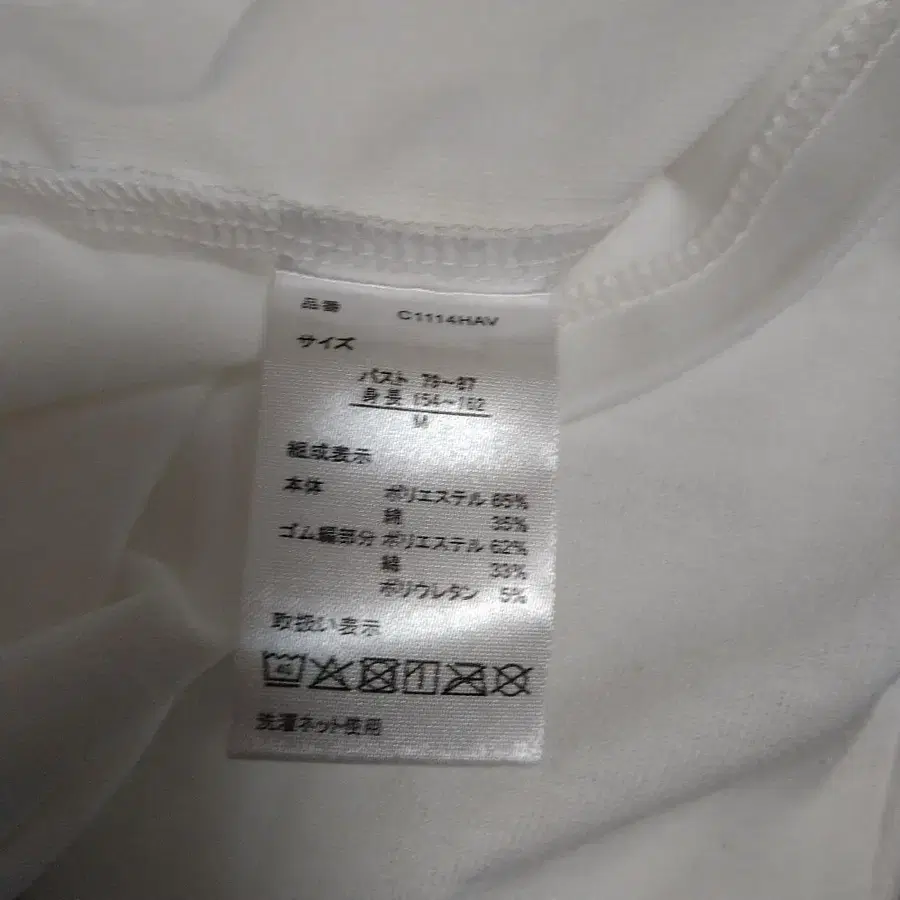 品番 C1114HAV
サイズ
バスト 79~87
身長 154~162
M
組成表示
本体 ポリエステル 65%
綿 35%
ゴム編部分 ポリエステル 62%
綿 33%
ポリウレタン 5%
取扱い表示
40
洗濯ネット使用